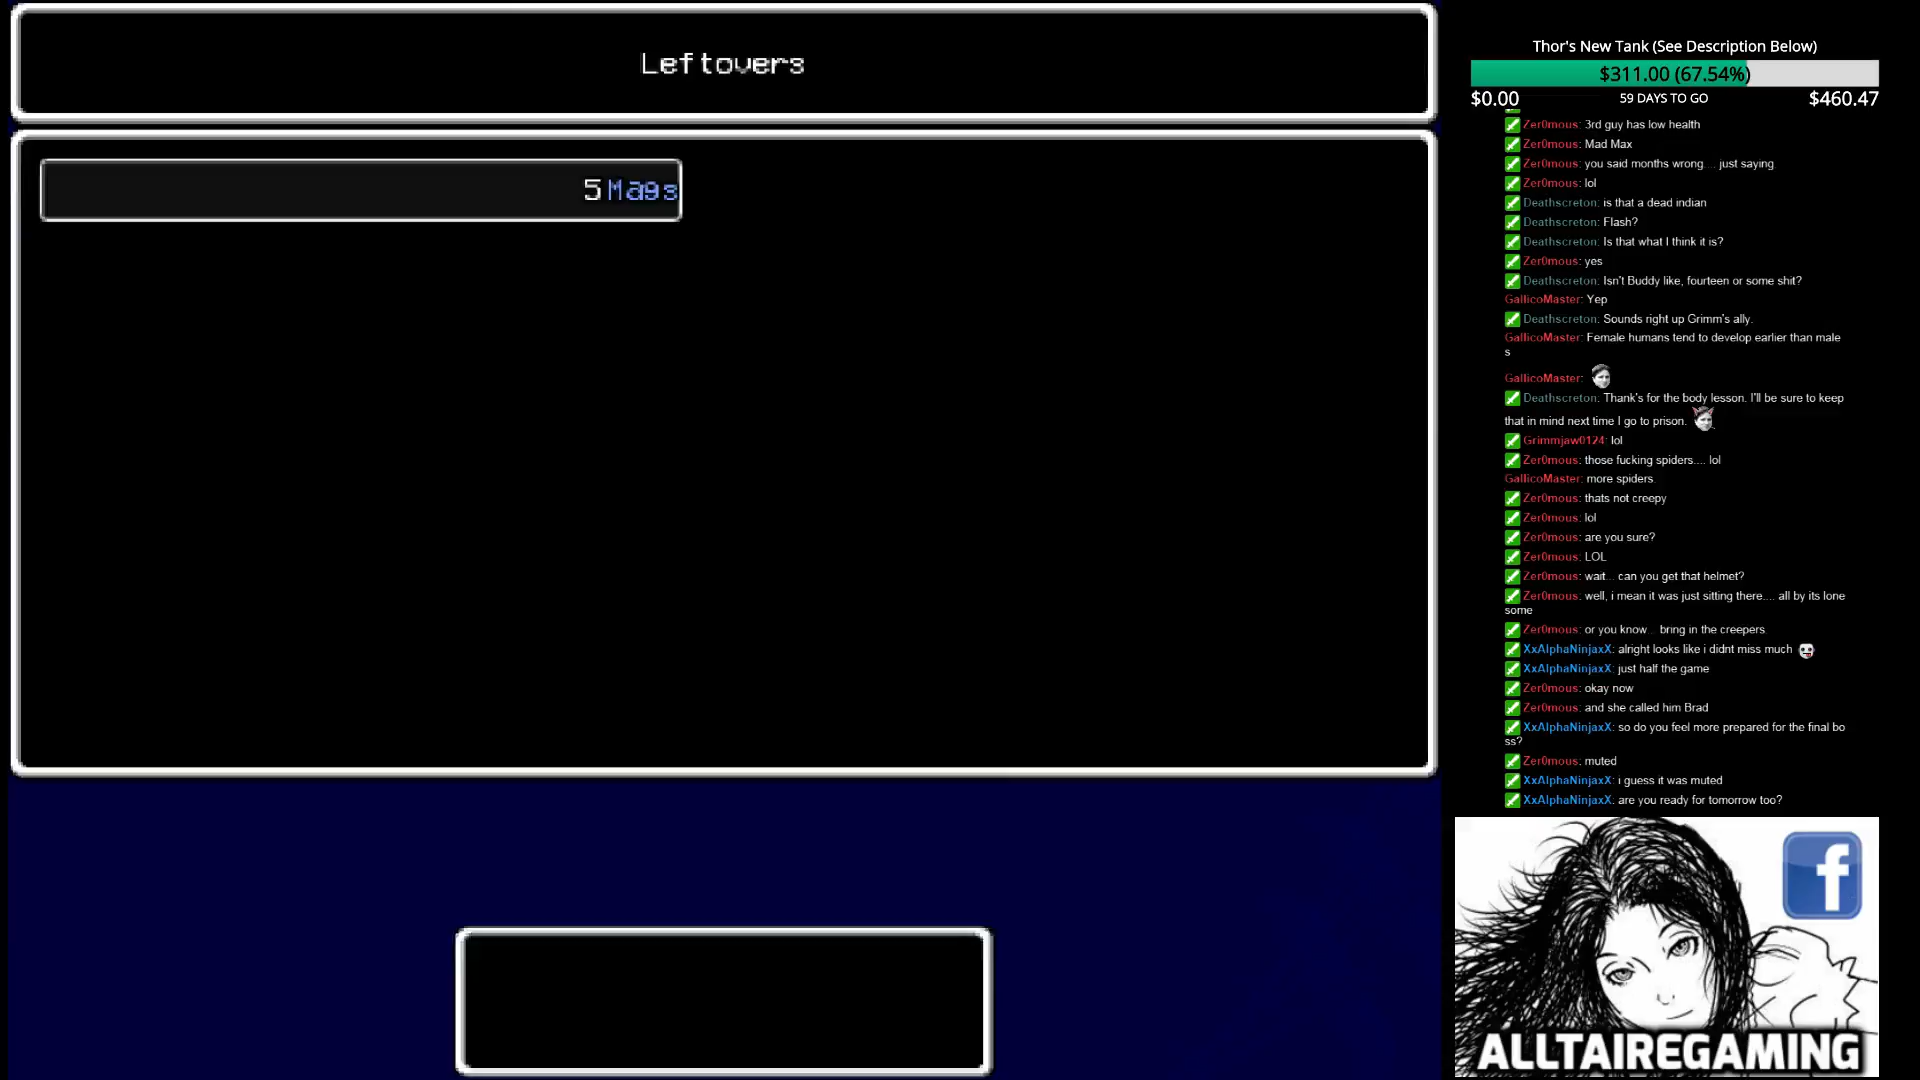 Leftovers
5 Mags
Thor's New Tank (See Description Below)
$311.00 (67.54%)
$0.00 59 DAYS TO GO $460.47
Zer0mous: 3rd guy has low health
Zer0mous: Mad Max
Zer0mous: you said months wrong.... just saying
Zer0mous: lol
Deathscreton: is that a dead indian
Deathscreton: Flash?
Deathscreton: Is that what I think it is?
Zer0mous: yes
Deathscreton: Isn't Buddy like, fourteen or some shit?
GallicoMaster: Yep
Deathscreton: Sounds right up Grimm's ally.
GallicoMaster: Female humans tend to develop earlier than male
s
GallicoMaster:
Deathscreton: Thank's for the body lesson. I'll be sure to keep
that in mind next time I go to prison.
Grimmjaw0124: lol
Zer0mous: those fucking spiders.... lol
GallicoMaster: more spiders.
Zer0mous: thats not creepy
Zer0mous: lol
Zer0mous: are you sure?
Zer0mous: LOL
Zer0mous: wait... can you get that helmet?
Zer0mous: well, i mean it was just sitting there.... all by its lone
some
Zer0mous: or you know... bring in the creepers
XxAlphaNinjaxX: alright looks like i didnt miss much
XxAlphaNinjaxX: just half the game
Zer0mous: okay now
Zer0mous: and she called him Brad
XxAlphaNinjaxX: so do you feel more prepared for the final bo
ss?
Zer0mous: muted
XxAlphaNinjaxX: i guess it was muted
XxAlphaNinjaxX: are you ready for tomorrow too?
f
ALLTAIREGAMING